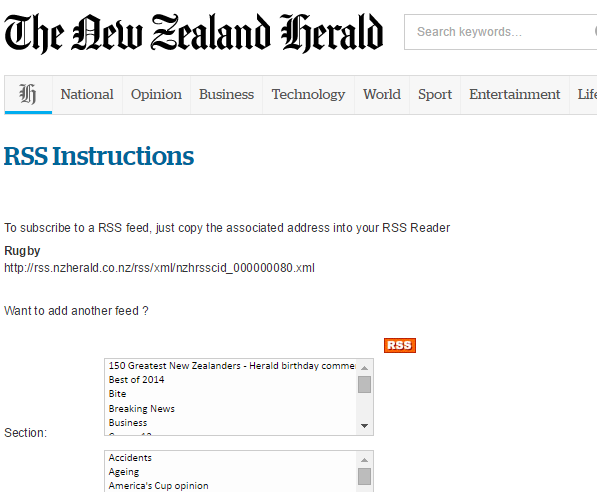 The New Zealand Herald
Search keywords...
National Opinion Business Technology World Sport Entertainment
RSS Instructions
To subscribe to a RSS feed, just copy the associated address into your RSS Reader
Rugby
http://rss.nzherald.co.nz/rss/xml/nzhrsscid_000000080.xml
Want to add another feed ?
RSS
150 Greatest New Zealanders - Herald birthday comme
Best of 2014
Bite
Breaking News
Business
Section:
Accidents
Ageing
America's Cup opinion